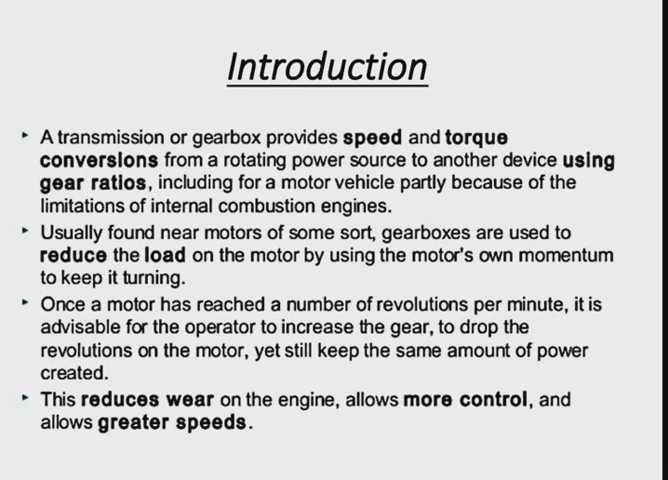 Introduction
A transmission or gearbox provides speed and torque
conversions from a rotating power source to another device using
gear ratios, including for a motor vehicle partly because of the
limitations of internal combustion engines.
Usually found near motors of some sort, gearboxes are used to
reduce the load on the motor by using the motor's own momentum
to keep it turning.
Once a motor has reached a number of revolutions per minute, it is
advisable for the operator to increase the gear, to drop the
revolutions on the motor, yet still keep the same amount of power
created.
This reduces wear on the engine, allows more control, and
allows greater speeds.